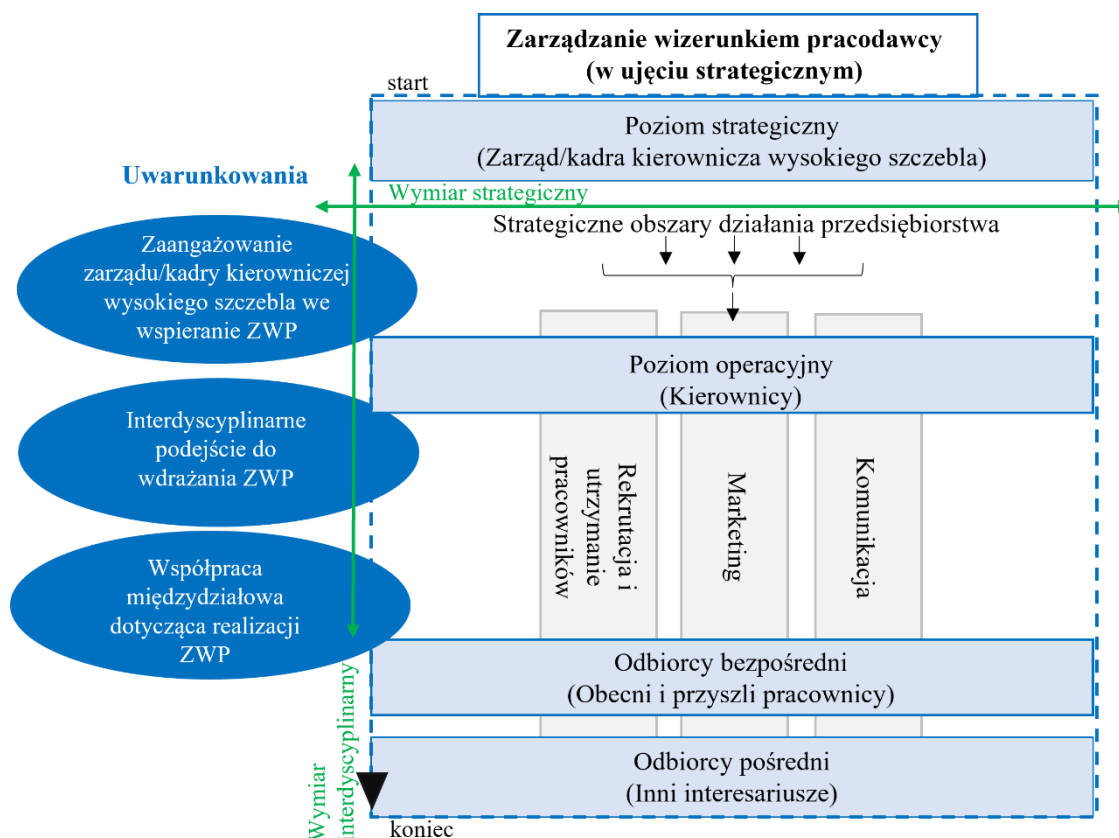 Zarządzanie wizerunkiem pracodawcy
(w ujęciu strategicznym)
start
Poziom strategiczny
(Zarząd/kadra kierownicza wysokiego szczebla)
Uwarunkowania
Wymiar strategiczny
Strategiczne obszary działania przedsiębiorstwa
Zaangażowanie
zarządu/kadry kierowniczej
wysokiego szczebla we
wspieranie ZWP
Poziom operacyjny
(Kierownicy)
Interdyscyplinarne
podejście do
wdrażania ZWP
Rekrutacja i
utrzymanie
pracowników
Marketing
Komunikacja
Współpraca
międzydziałowa
dotycząca realizacji
ZWP
Odbiorcy bezpośredni
(Obecni i przyszli pracownicy)
Wymiar
interdyscyplinarny
Odbiorcy pośredni
(Inni interesariusze)
koniec